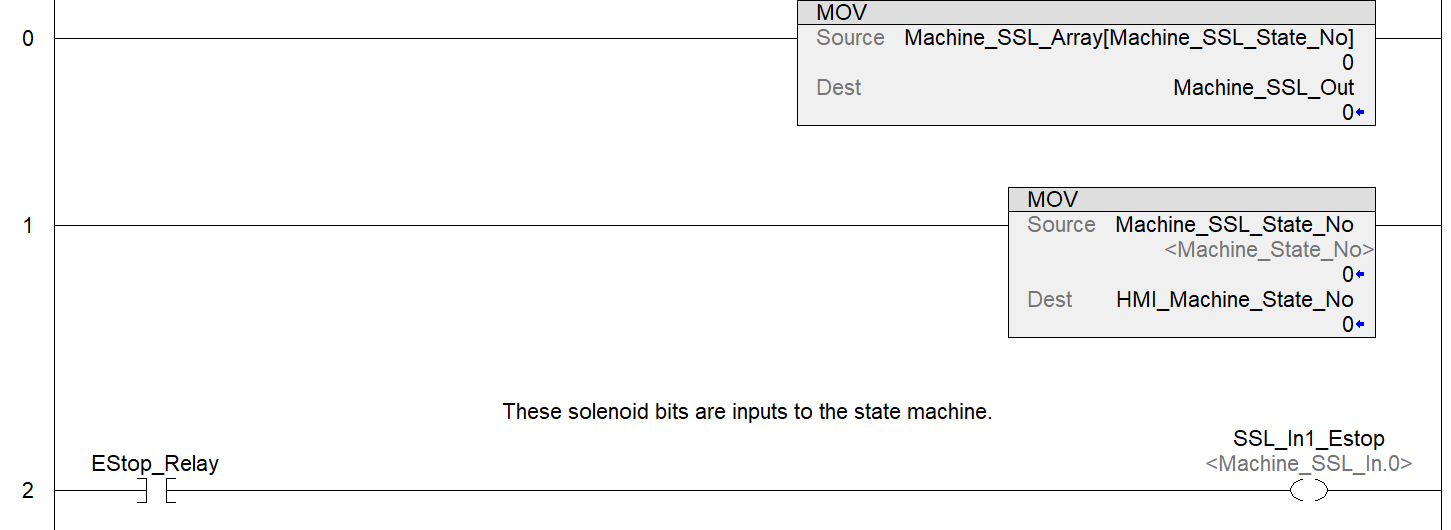 MOV
0
Source Machine_SSL_Array[Machine_SSL_State_No]
0
Dest Machine_SSL_Out
0
MOV
1
Source Machine_SSL_State_No
<Machine_State_No>
0
Dest HMI_Machine_State_No
0
These solenoid bits are inputs to the state machine.
SSL_In1_Estop
EStop_Relay <Machine_SSL_In.0>
2